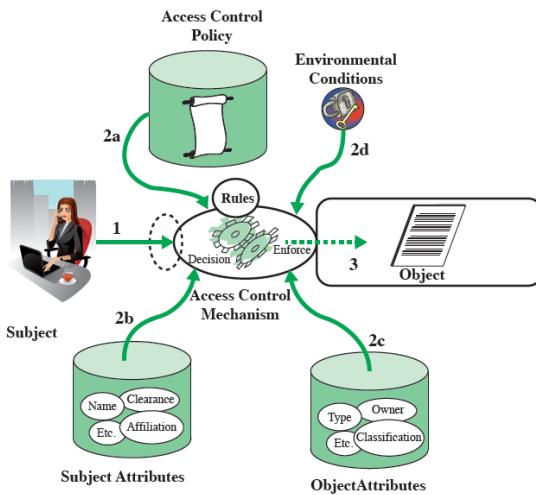 Access Control
Policy
Environmental
Conditions
2a
2d
Rules
1
Decision
Enforce
3
Object
Access Control
Mechanism
Subject
2b
2c
Name
Clearance
Etc.
Affiliation
Subject Attributes
Type
Owner
Etc.
Classification
ObjectAttributes